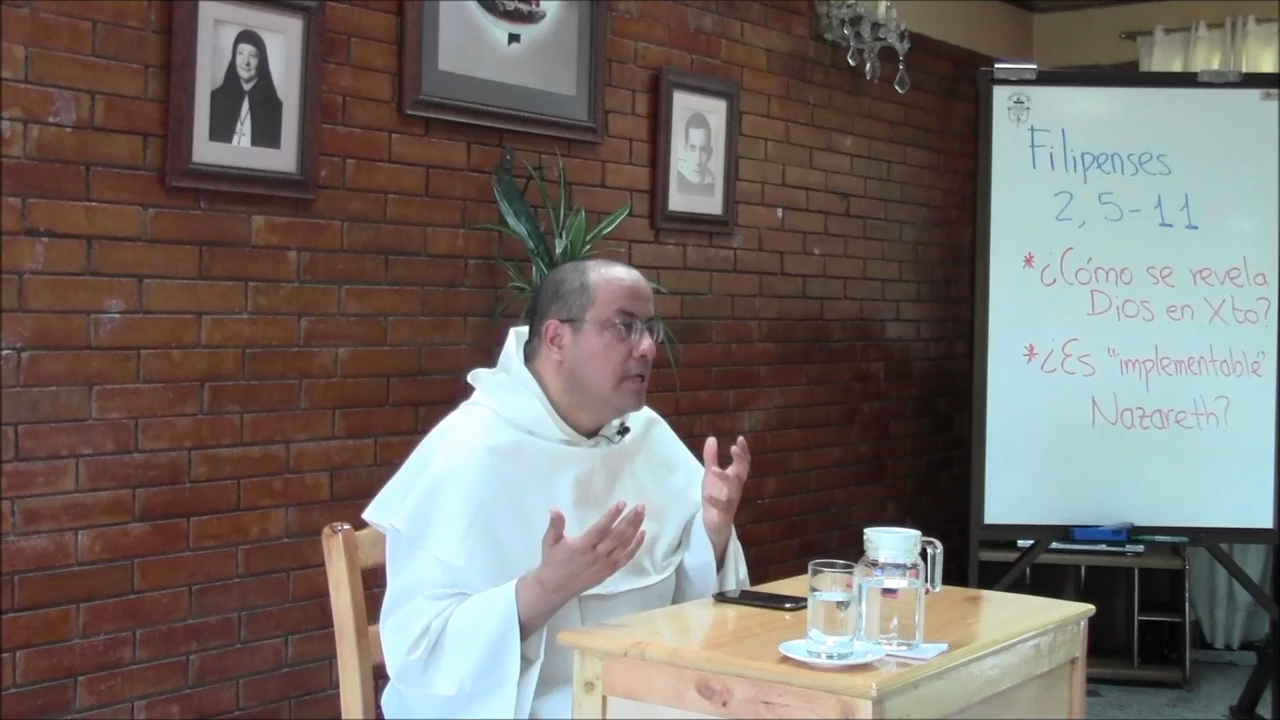 Filipenses
2, 5-11
*¿Cómo se revela
Dios en Xto?
*¿Es "implementable"
Nazareth?